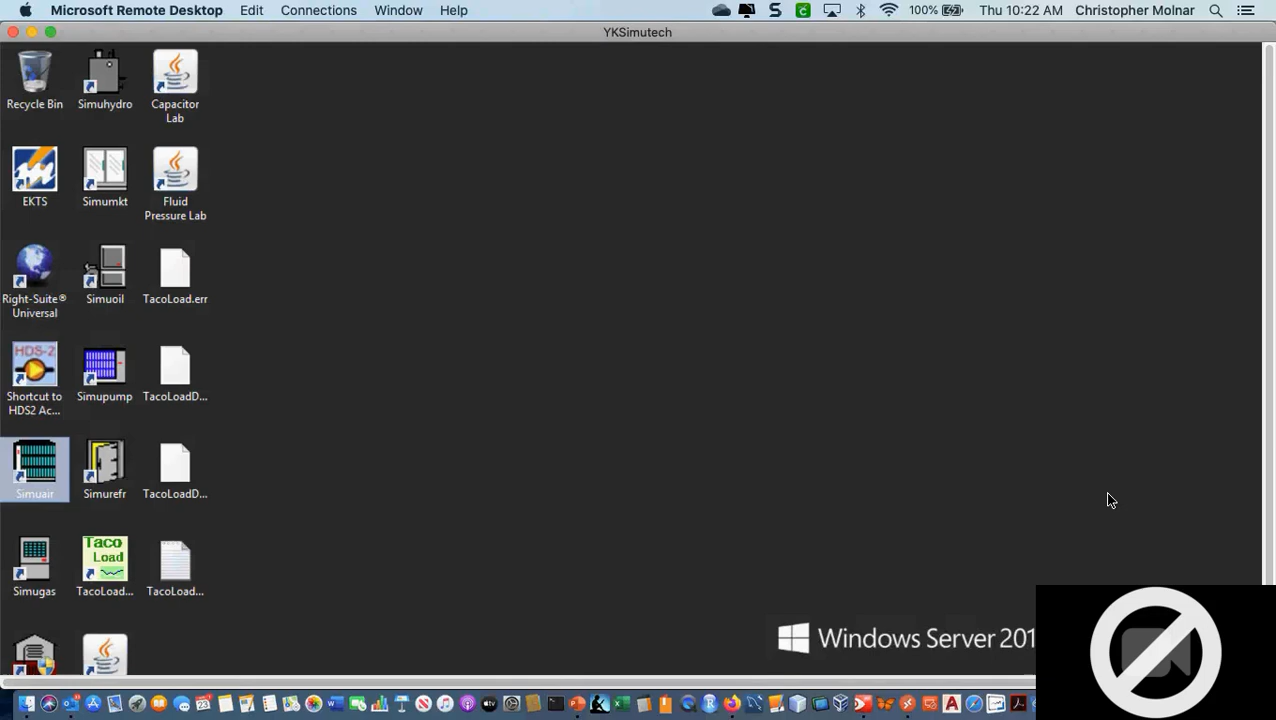 Microsoft Remote Desktop Edit Connections Window Help 100% Thu 10:22 AM Christopher Molnar
YKSimutech
Recycle Bin
Simuhydro
Capacitor
Lab
EKTS
Simumkt
Fluid
Pressure Lab
Right-Suite®
Universal
Simuoil
TacoLoad.err
HDS-2
Shortcut to
HDS2 Ac...
Simupump
TacoLoadD...
Simuair
Simurefr
TacoLoadD...
Simugas
Taco
Load
TacoLoad...
TacoLoad...
Windows Server 201